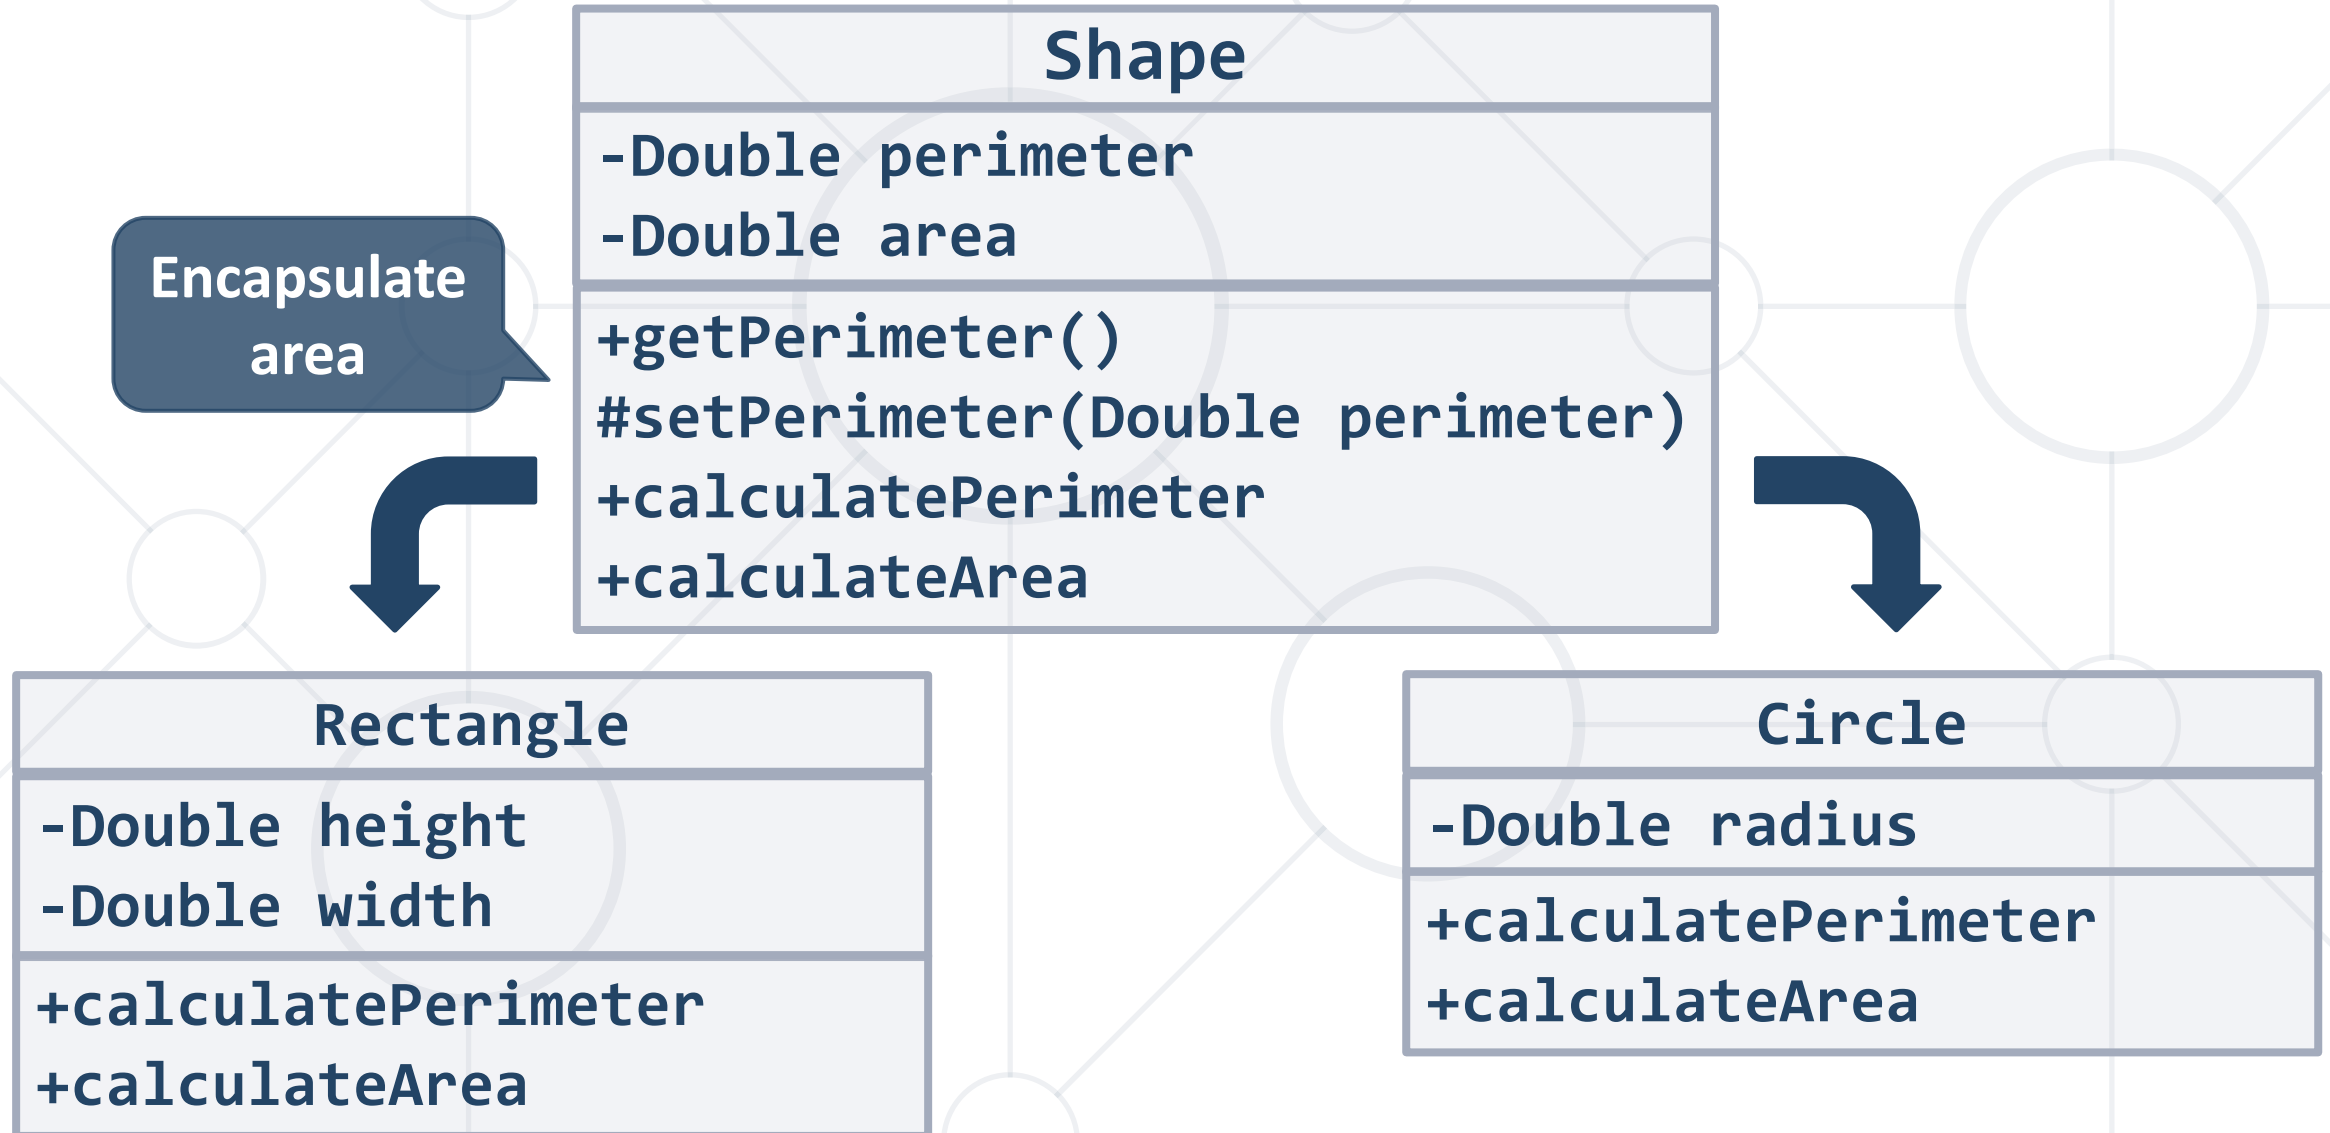 Shape
-Double perimeter
-Double area
Encapsulate
area
+getPerimeter()
#setPerimeter(Double perimeter)
+calculatePerimeter
+calculateArea
Rectangle
-Double height
-Double width
+calculatePerimeter
+calculateArea
Circle
-Double radius
+calculatePerimeter
+calculateArea